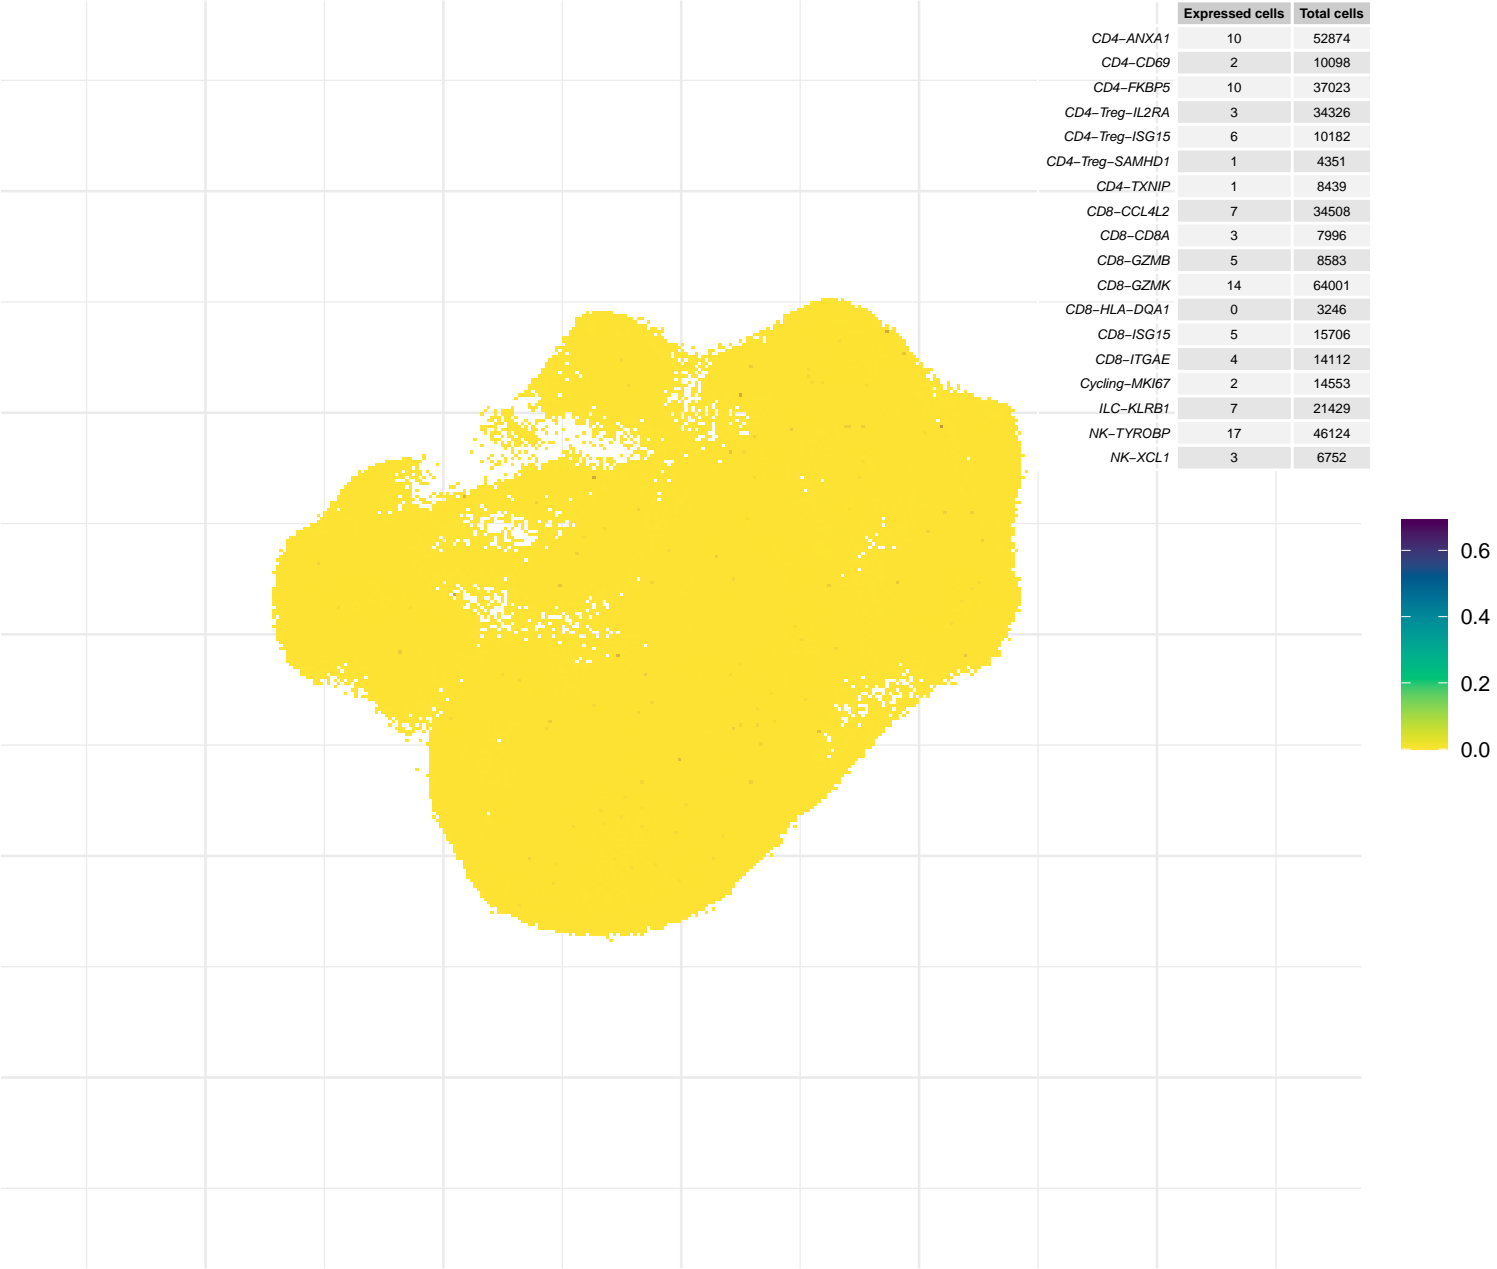 Expressed cells Total cells
CD4−ANXA1 10 52874
CD4−CD69 2 10098
CD4−FKBP5 10 37023
CD4−Treg−IL2RA 3 34326
CD4−Treg−ISG15 6 10182
CD4−Treg−SAMHD1 1 4351
CD4−TXNIP 1 8439
CD8−CCL4L2 7 34508
CD8−CD8A 3 7996
CD8−GZMB 5 8583
CD8−GZMK 14 64001
CD8−HLA−DQA1 0 3246
CD8−ISG15 5 15706
CD8−ITGAE 4 14112
Cycling−MKI67 2 14553
ILC−KLRB1 7 21429
NK−TYROBP 17 46124
NK−XCL1 3 6752
0.6
0.4
0.2
0.0